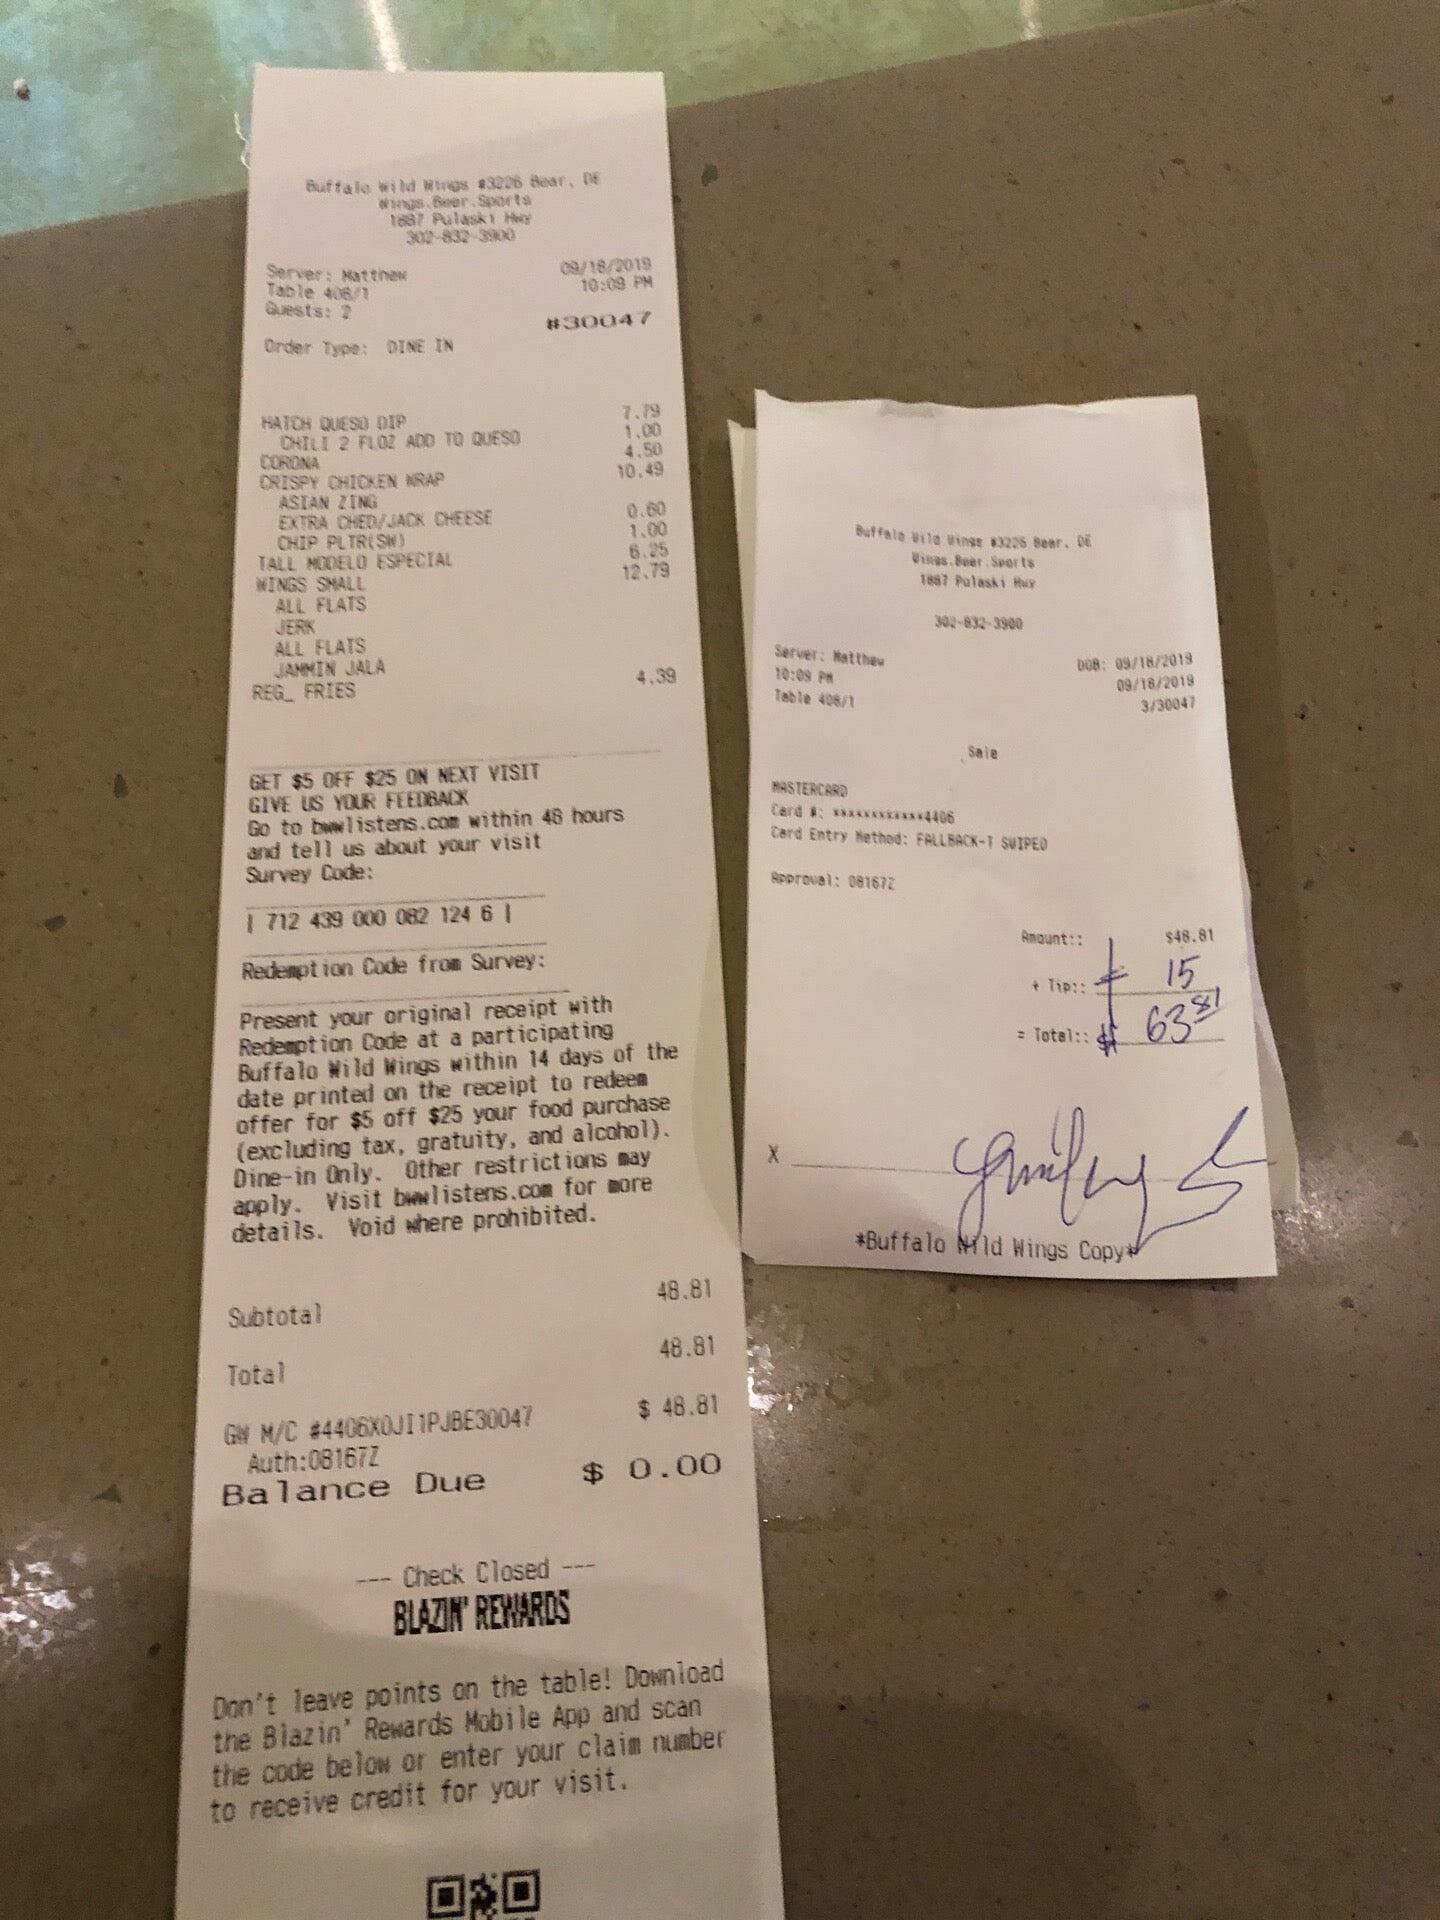 Buffalo Wild Wings #3226 Bear, DE
Wings.Beer.Sports
1887 Pulaski Hwy
302-832-3900
Server: Matthew 09/18/2019
Table 408/1 10:09 PM
Guests: 2
#30047
Order Type: DINE IN
HATCH QUESO DIP 7.79
CHILI 2 FLOZ ADD TO QUESO 1.00
CORONA 4.50
CRISPY CHICKEN WRAP 10.49
ASIAN ZING
EXTRA CHED/JACK CHEESE 0.60
CHIP PLTR(SW) 1.00
TALL MODELO ESPECIAL 6.25
WINGS SMALL 12.79
ALL FLATS
JERK
ALL FLATS
JAMMIN JALA
REG_ FRIES 4.39
GET $5 OFF $25 ON NEXT VISIT
GIVE US YOUR FEEDBACK
Go to bwwlistens.com within 48 hours
and tell us about your visit
Survey Code:
| 712 439 000 082 124 6 |
Redemption Code from Survey:
Present your original receipt with
Redemption Code at a participating
Buffalo Wild Wings within 14 days of the
date printed on the receipt to redeem
offer for $5 off $25 your food purchase
(excluding tax, gratuity, and alcohol).
Dine-in Only. Other restrictions may
apply. Visit bwwlistens.com for more
details. Void where prohibited.
Subtotal 48.81
Total 48.81
GW M/C #4406X0JI1PJBE30047 $ 48.81
Auth:08167Z
Balance Due $ 0.00
--- Check Closed ---
BLAZIN' REWARDS
Don't leave points on the table! Download
the Blazin' Rewards Mobile App and scan
the code below or enter your claim number
to receive credit for your visit.
Buffalo Wild Wings #3226 Bear, DE
Wings.Beer.Sports
1887 Pulaski Hwy
302-832-3900
Server: Matthew DOB: 09/18/2019
10:09 PM 09/18/2019
Table 408/1 3/30047
Sale
MASTERCARD
Card #: ************4406
Card Entry Method: FALLBACK-T SWIPED
Approval: 08167Z
Amount:: $48.81
+ Tip:: 15
= Total:: $ 63 81
X
*Buffalo Wild Wings Copy*